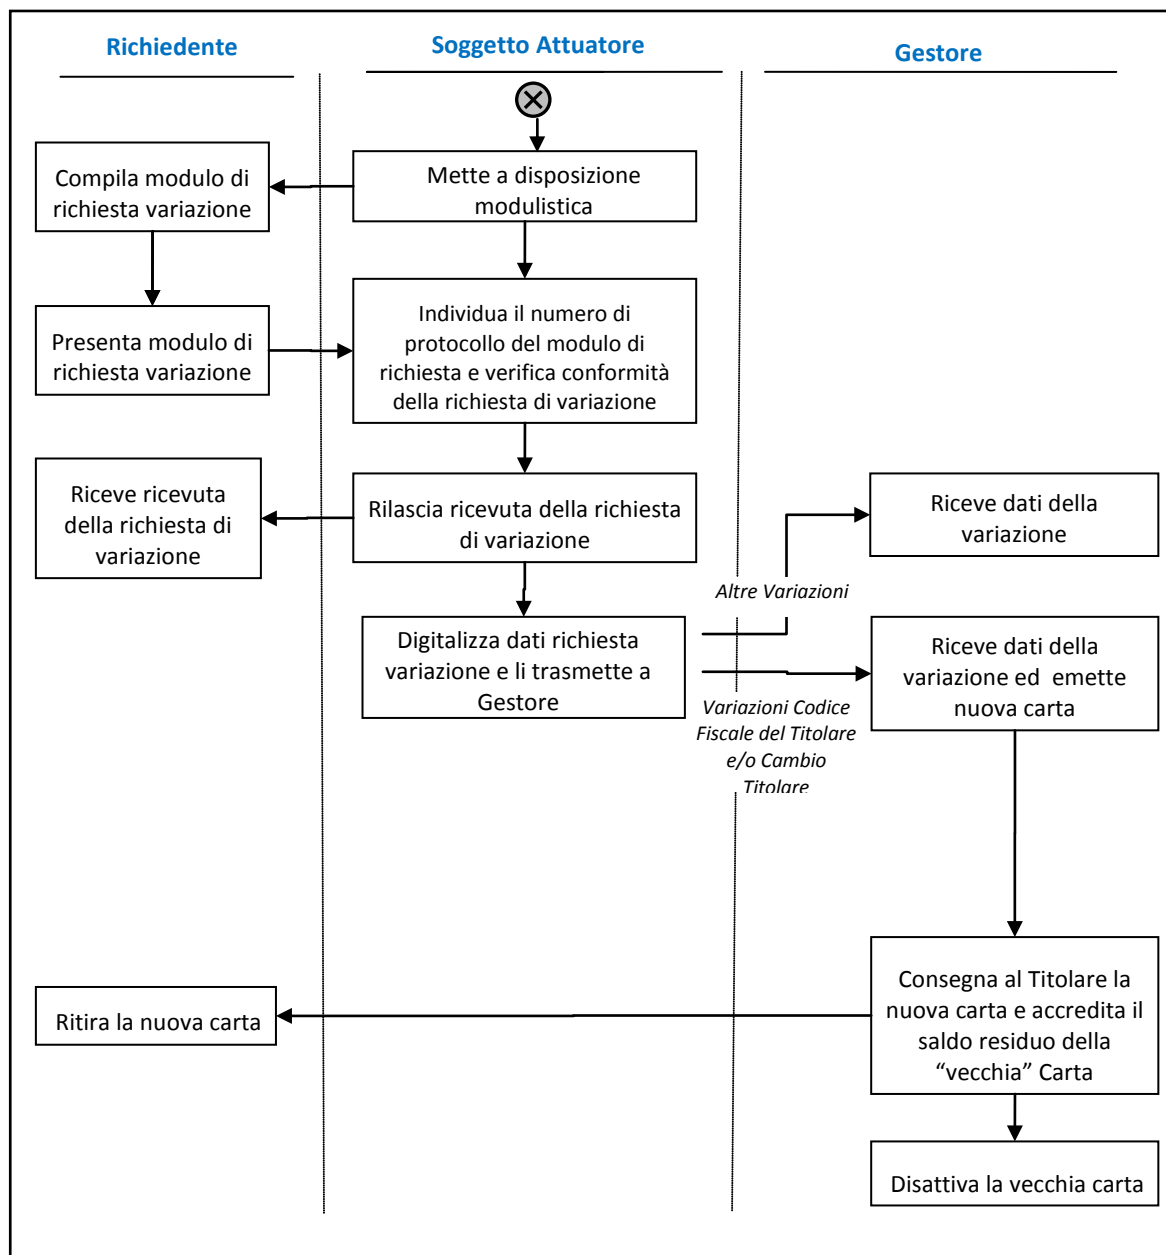 Richiedente
Soggetto Attuatore
Gestore
Compila modulo di
richiesta variazione
Mette a disposizione
modulistica
Presenta modulo di
richiesta variazione
Individua il numero di
protocollo del modulo di
richiesta e verifica conformità
della richiesta di variazione
Riceve ricevuta
della richiesta di
variazione
Rilascia ricevuta della richiesta
di variazione
Riceve dati della
variazione
Altre Variazioni
Digitalizza dati richiesta
variazione e li trasmette a
Gestore
Riceve dati della
variazione ed  emette
nuova carta
Variazioni Codice
Fiscale del Titolare
e/o Cambio
Titolare
Consegna al Titolare la
nuova carta e accredita il
saldo residuo della
“vecchia” Carta
Ritira la nuova carta
Disattiva la vecchia carta